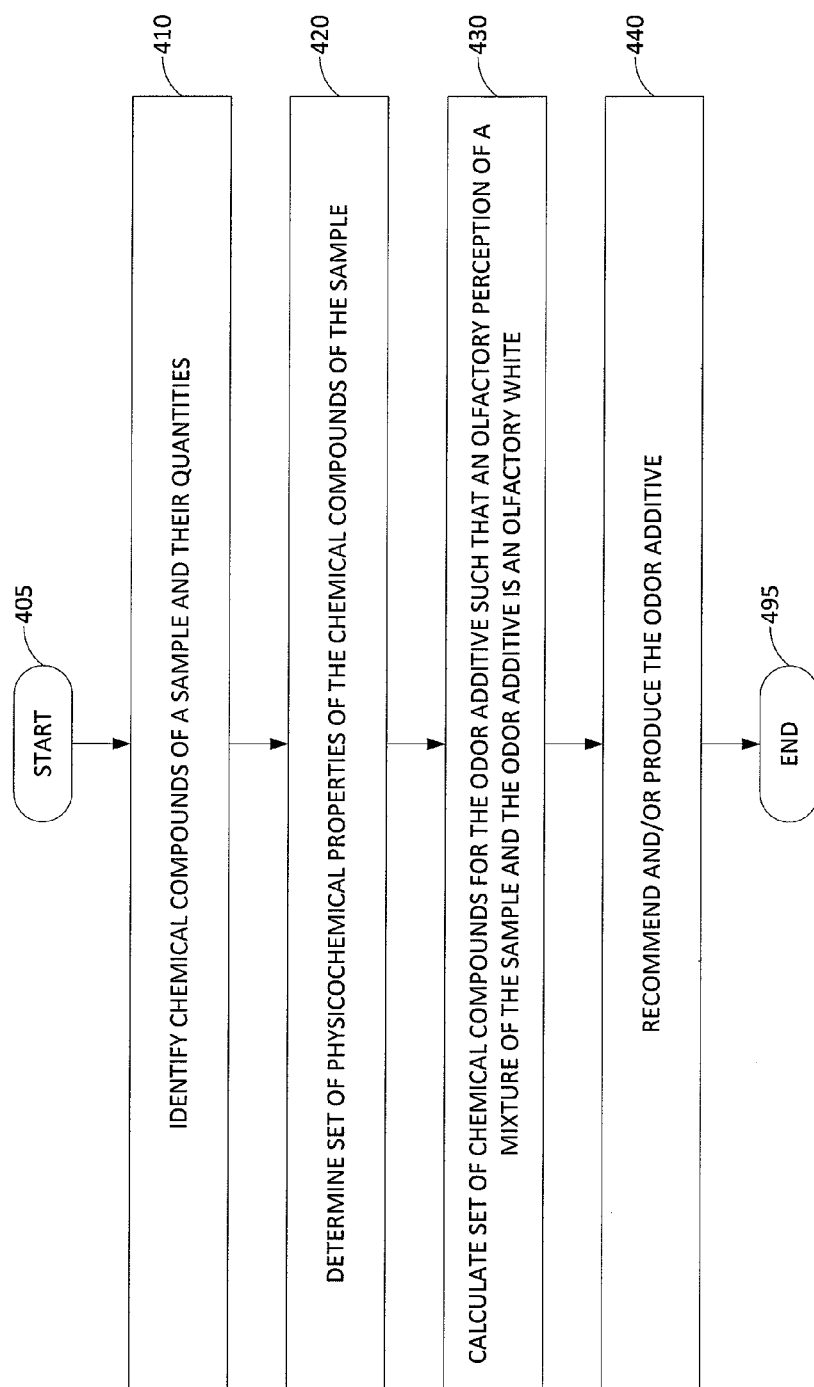 START
405
IDENTIFY CHEMICAL COMPOUNDS OF A SAMPLE AND THEIR QUANTITIES
410
DETERMINE SET OF PHYSICOCHEMICAL PROPERTIES OF THE CHEMICAL COMPOUNDS OF THE SAMPLE
420
CALCULATE SET OF CHEMICAL COMPOUNDS FOR THE ODOR ADDITIVE SUCH THAT AN OLFACTORY PERCEPTION OF A
MIXTURE OF THE SAMPLE AND THE ODOR ADDITIVE IS AN OLFACTORY WHITE
430
RECOMMEND AND/OR PRODUCE THE ODOR ADDITIVE
440
END
495